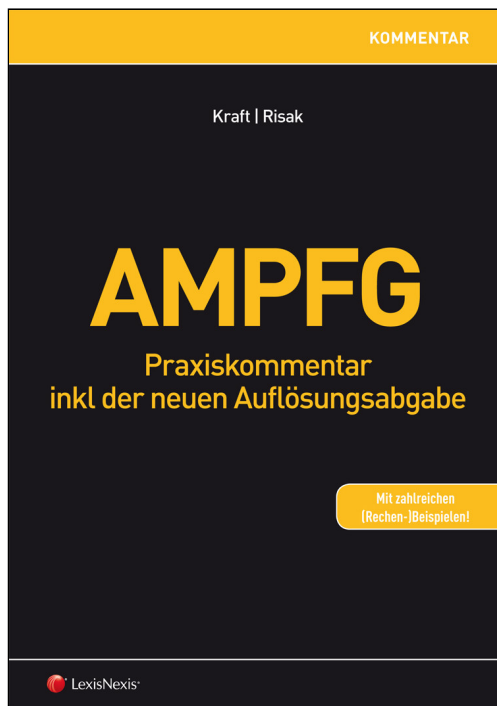 KOMMENTAR
Kraft | Risak
AMPFG
Praxiskommentar
inkl der neuen Auflösungsabgabe
Mit zahlreichen
(Rechen-)Beispielen!
LexisNexis®